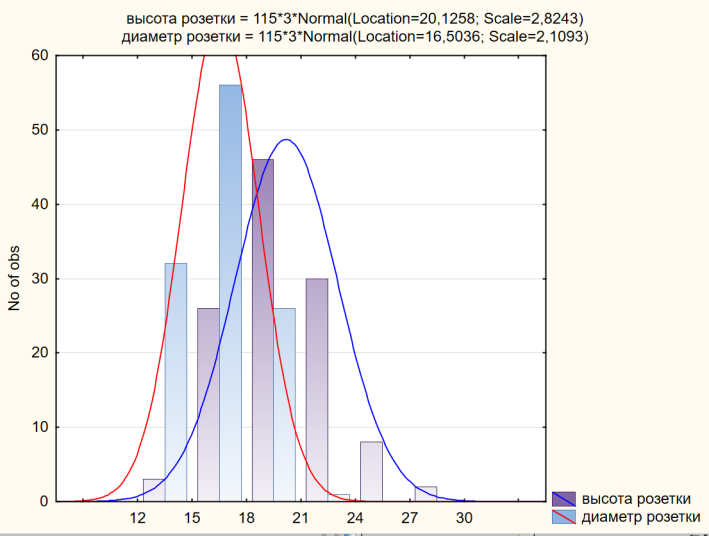 высота розетки = 115*3*Normal(Location=20,1258; Scale=2,8243)
диаметр розетки = 115*3*Normal(Location=16,5036; Scale=2,1093)
60
50
40
30
20
10
0
No of obs
12 15 18 21 24 27 30
высота розетки
диаметр розетки